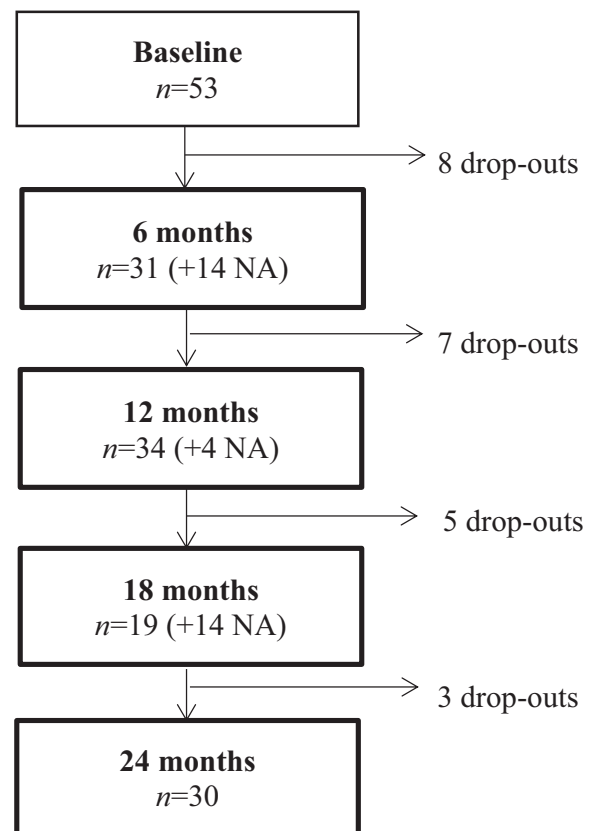 Baseline
n=53
8 drop-outs
6 months
n=31 (+14 NA)
7 drop-outs
12 months
n=34 (+4 NA)
5 drop-outs
18 months
n=19 (+14 NA)
3 drop-outs
24 months
n=30